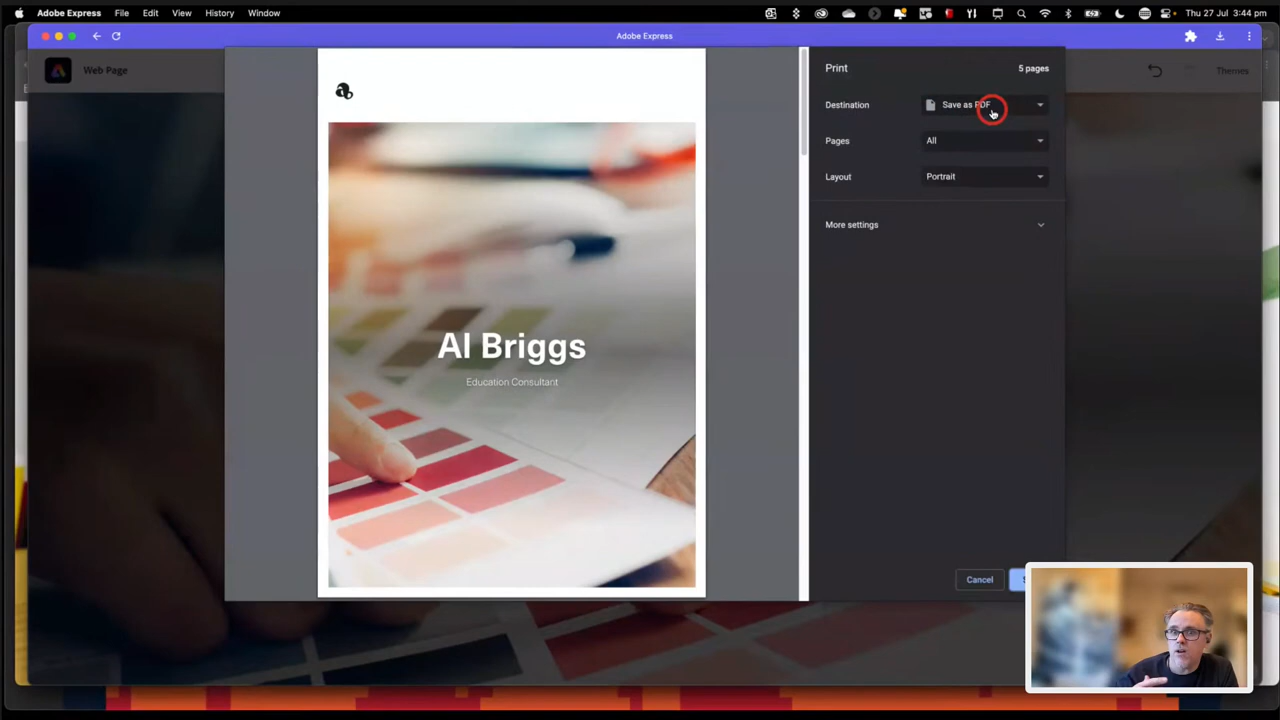 Adobe Express File Edit View History Window Thu 27 Jul 3:44 pm
Adobe Express
Web Page Themes
Print 5 pages
Destination Save as PDF
Pages All
Layout Portrait
More settings
Al Briggs
Education Consultant
Cancel